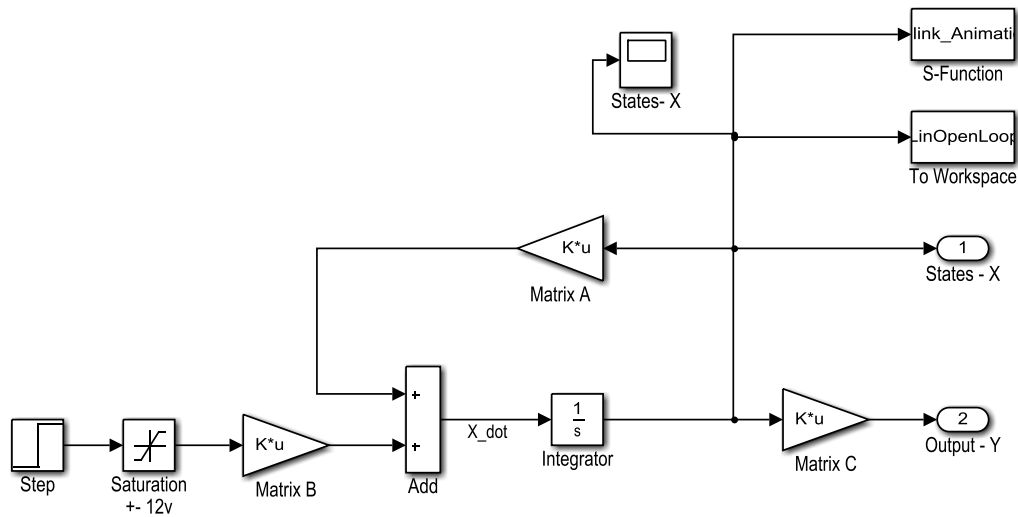 link_Animati
S-Function
States- X
LinOpenLoop
To Workspace
K*u
Matrix A
1
States - X
+
+
Add
X_dot
1
s
Integrator
K*u
Matrix C
2
Output - Y
Step
Saturation
+- 12v
K*u
Matrix B